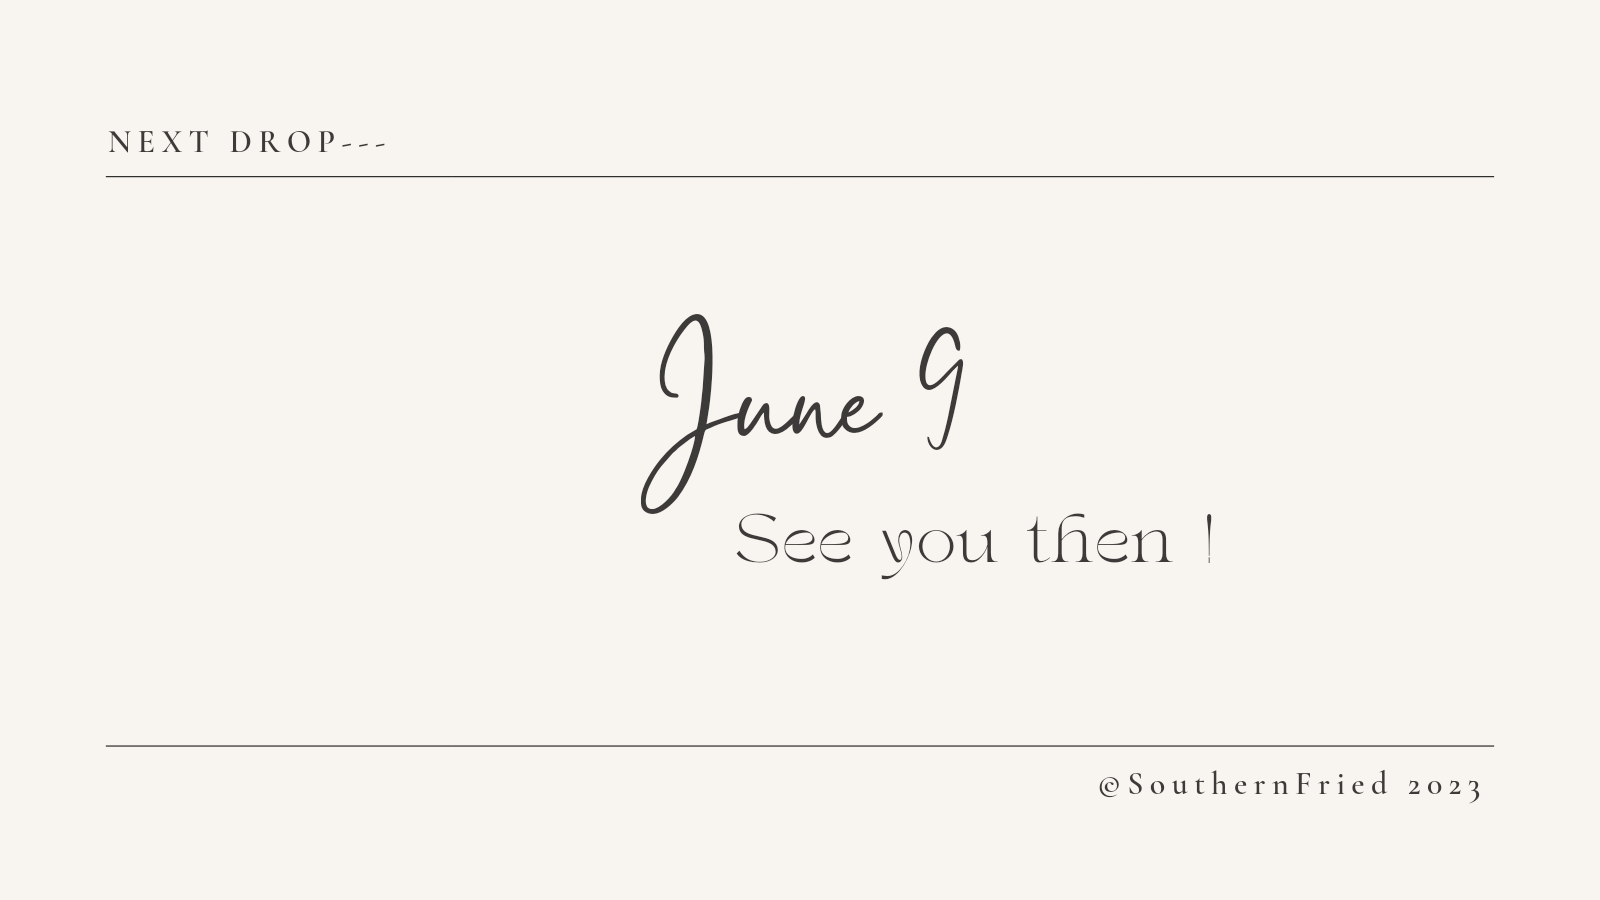 NEXT DROP---
June 9
See you then !
©SouthernFried 2023